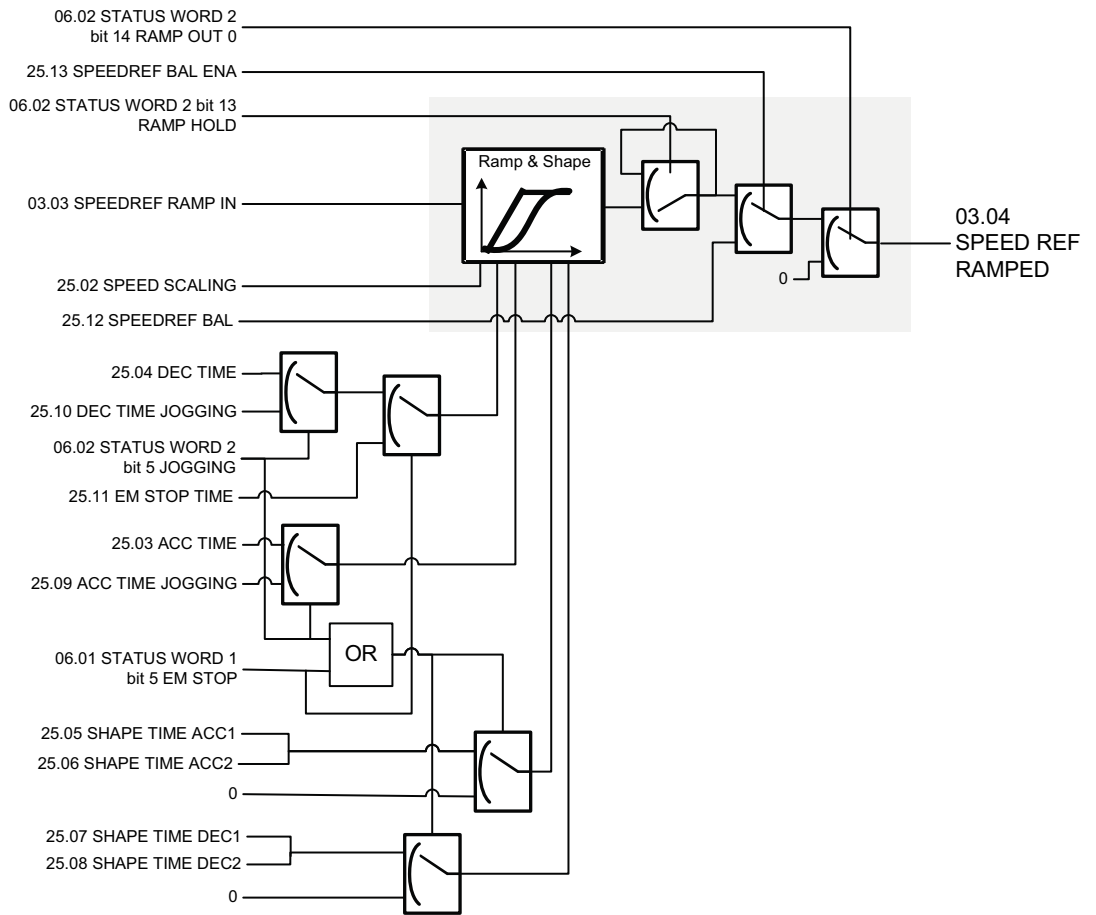 06.02 STATUS WORD 2
bit 14 RAMP OUT 0
25.13 SPEEDREF BAL ENA
06.02 STATUS WORD 2 bit 13
RAMP HOLD
Ramp & Shape
03.03 SPEEDREF RAMP IN
03.04
SPEED REF
RAMPED
0
25.02 SPEED SCALING
25.12 SPEEDREF BAL
25.04 DEC TIME
25.10 DEC TIME JOGGING
06.02 STATUS WORD 2
bit 5 JOGGING
25.11 EM STOP TIME
25.03 ACC TIME
25.09 ACC TIME JOGGING
OR
06.01 STATUS WORD 1
bit 5 EM STOP
25.05 SHAPE TIME ACC1
25.06 SHAPE TIME ACC2
0
25.07 SHAPE TIME DEC1
25.08 SHAPE TIME DEC2
0